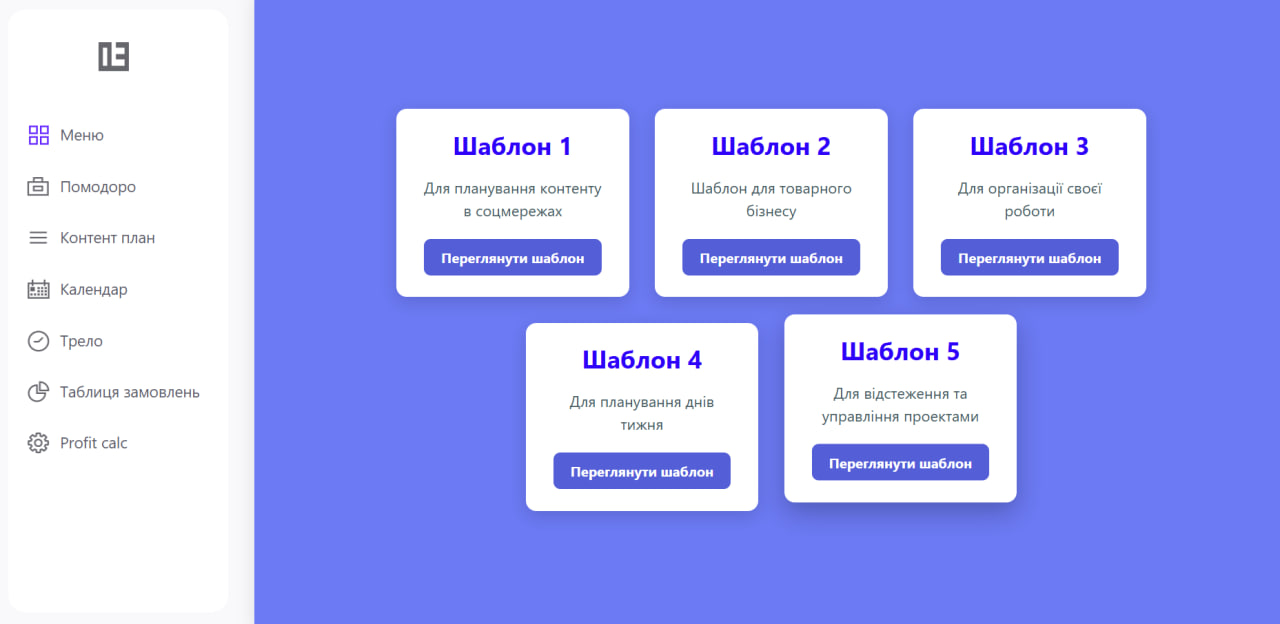 Меню
Помодоро
Контент план
Календар
Трело
Таблиця замовлень
Profit calc
Шаблон 1
Для планування контенту
в соцмережах
Переглянути шаблон
Шаблон 2
Шаблон для товарного
бізнесу
Переглянути шаблон
Шаблон 3
Для організації своєї
роботи
Переглянути шаблон
Шаблон 4
Для планування днів
тижня
Переглянути шаблон
Шаблон 5
Для відстеження та
управління проектами
Переглянути шаблон